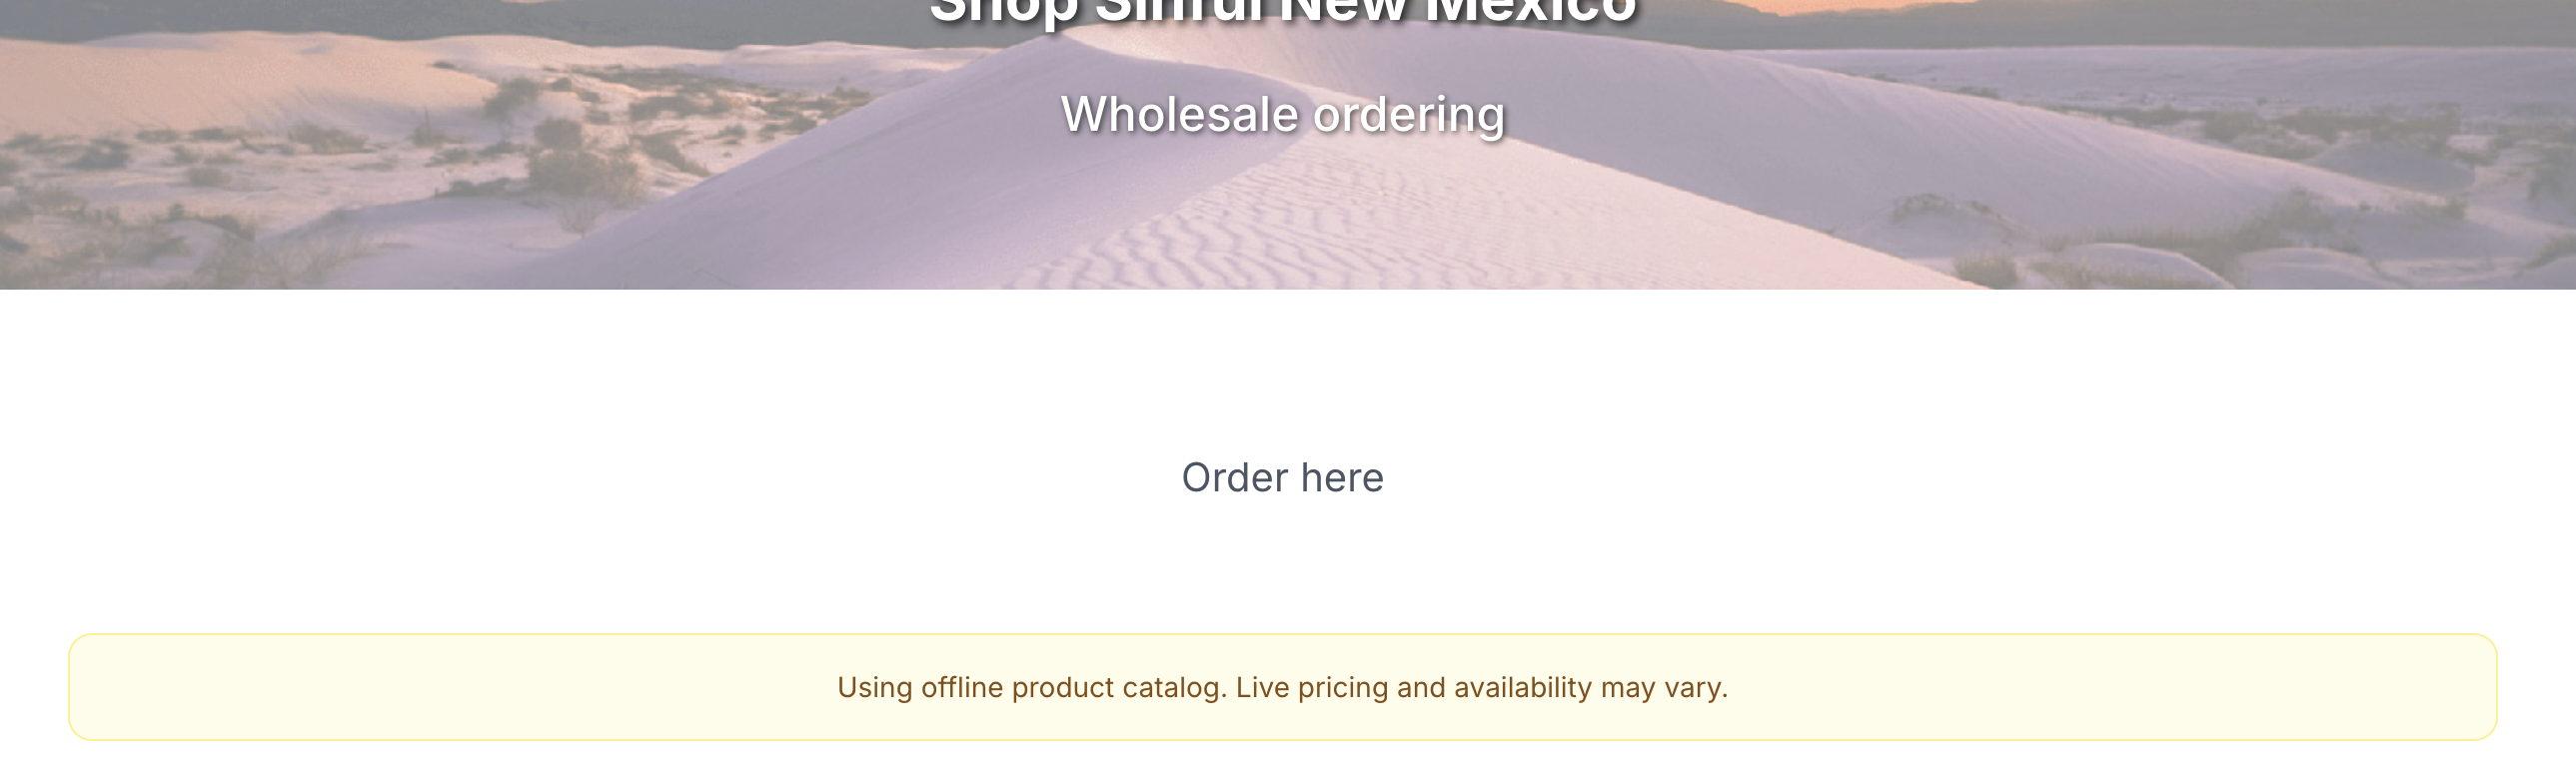 Shop Sinful New Mexico
Wholesale ordering
Order here
Using offline product catalog. Live pricing and availability may vary.